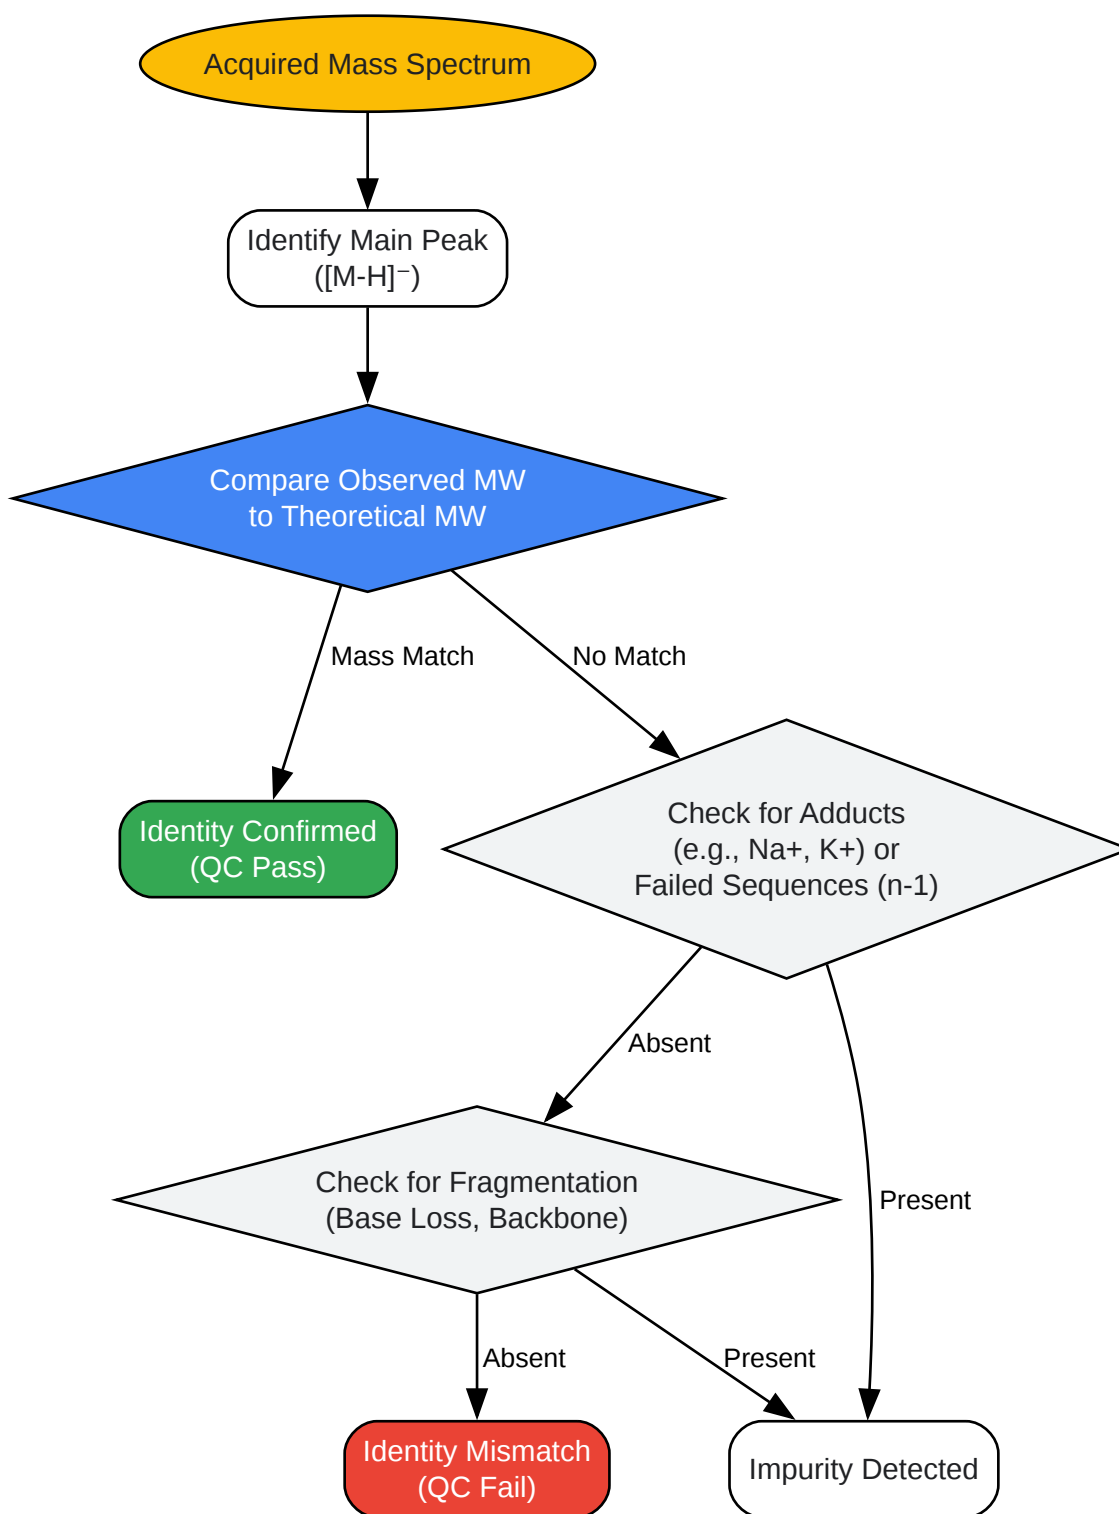 Acquired Mass Spectrum
Identify Main Peak
([M-H]⁻)
Compare Observed MW
to Theoretical MW
Mass Match
No Match
Identity Confirmed
(QC Pass)
Check for Adducts
(e.g., Na+, K+) or
Failed Sequences (n-1)
Absent
Present
Check for Fragmentation
(Base Loss, Backbone)
Absent
Present
Identity Mismatch
(QC Fail)
Impurity Detected